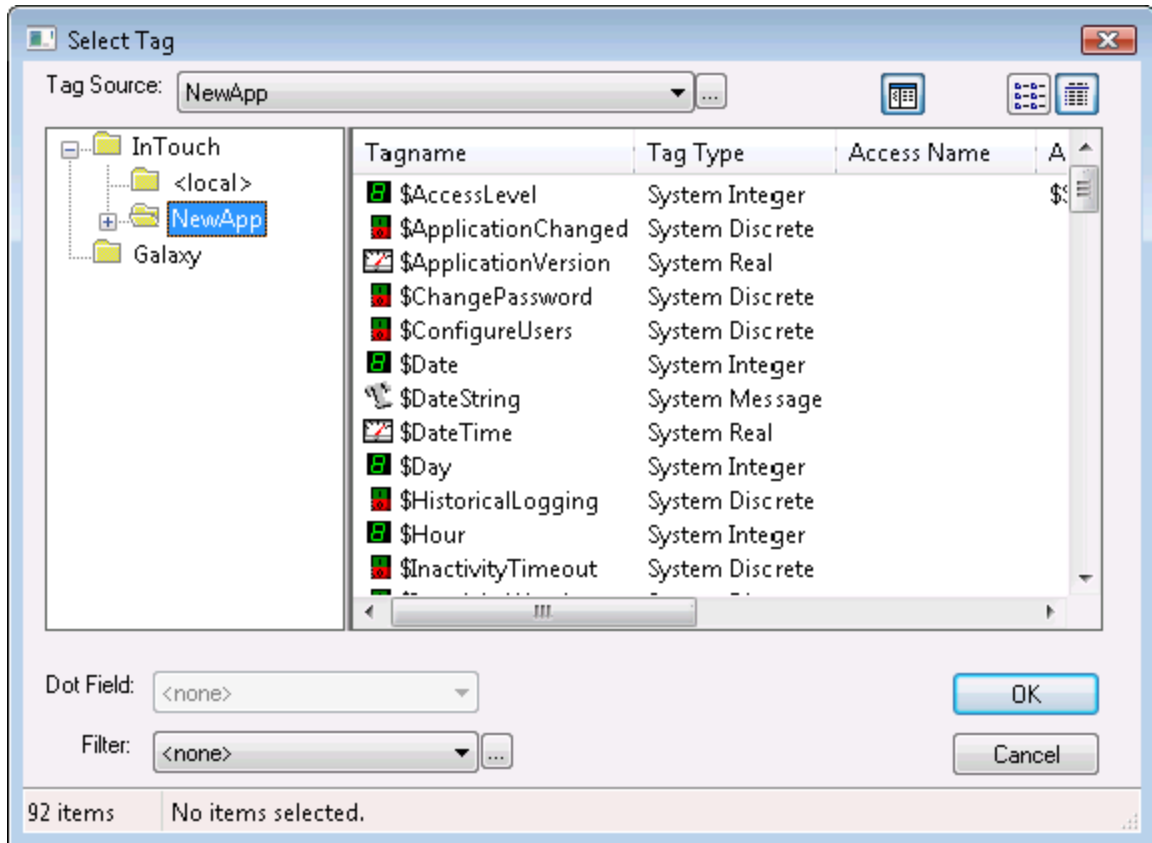 Select Tag
Tag Source: NewApp ...
InTouch
<local>
NewApp
Galaxy
Tagname Tag Type Access Name A
$AccessLevel System Integer
$ApplicationChanged System Discrete
$ApplicationVersion System Real
$ChangePassword System Discrete
$ConfigureUsers System Discrete
$Date System Integer
$DateString System Message
$DateTime System Real
$Day System Integer
$HistoricalLogging System Discrete
$Hour System Integer
$InactivityTimeout System Discrete
Dot Field: <none>
OK
Filter: <none> ...
Cancel
92 items No items selected.